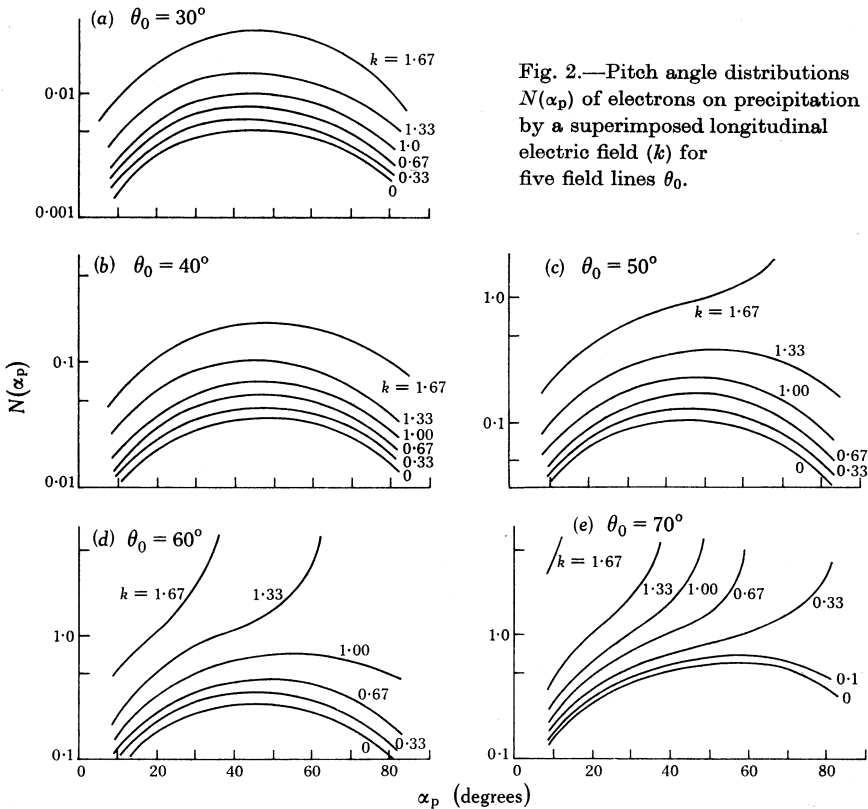 (a) θ₀ = 30°
k = 1·67
0·01
1·33
1·0
0·67
0·33
0
0·001
Fig. 2.—Pitch angle distributions
N(αₚ) of electrons on precipitation
by a superimposed longitudinal
electric field (k) for
five field lines θ₀.
(b) θ₀ = 40°
0·1
k = 1·67
1·33
1·00
0·67
0·33
0
0·01
N(αₚ)
(c) θ₀ = 50°
1·0
k = 1·67
1·33
1·00
0·1
0·67
0
0·33
(d) θ₀ = 60°
k = 1·67
1·33
1·0
1·00
0·67
0·33
0
0·1
0 20 40 60 80
(e) θ₀ = 70°
k = 1·67
1·33
1·00
0·67
0·33
1·0
0·1
0
0·1
0 20 40 60 80
αₚ (degrees)